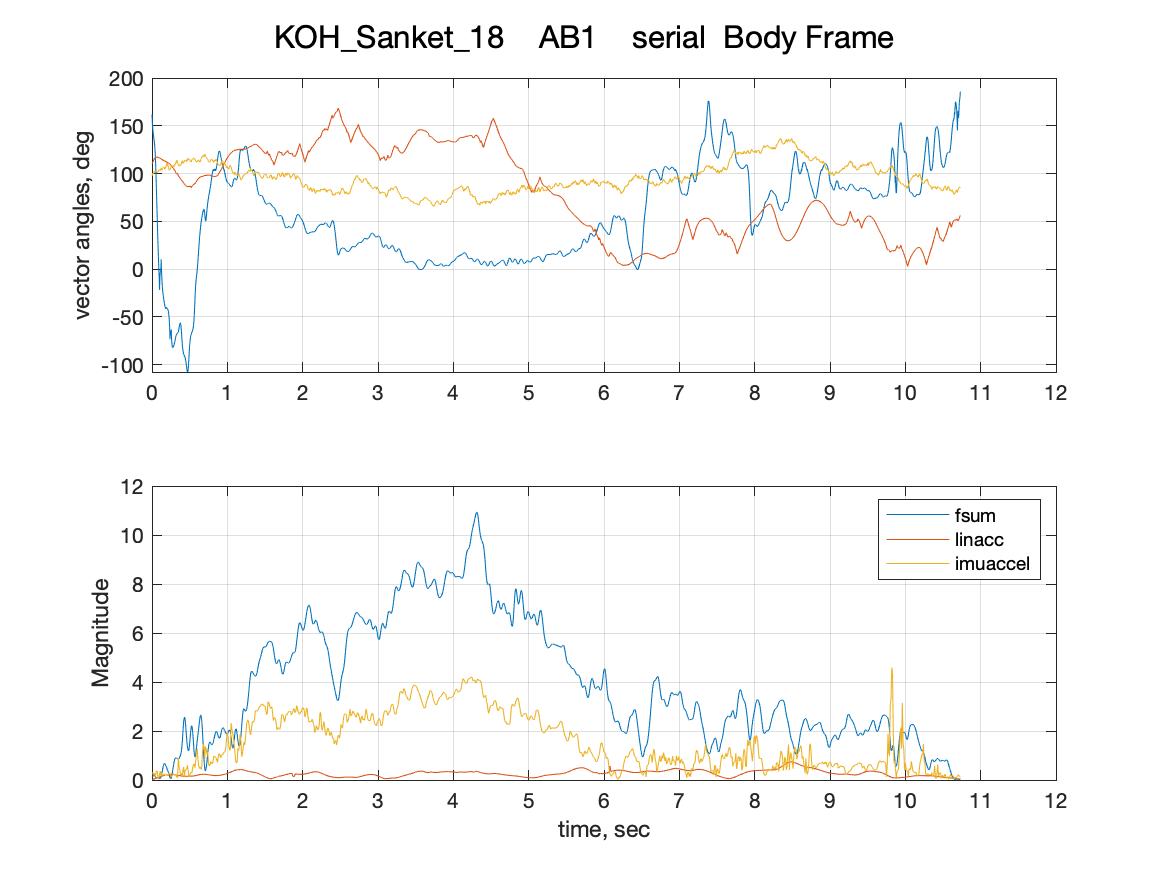 KOH_Sanket_18 AB1 serial Body Frame
200
150
100
50
0
-50
-100
vector angles, deg
0 1 2 3 4 5 6 7 8 9 10 11 12
12
10
8
6
4
2
0
Magnitude
fsum
linacc
imuaccel
0 1 2 3 4 5 6 7 8 9 10 11 12
time, sec